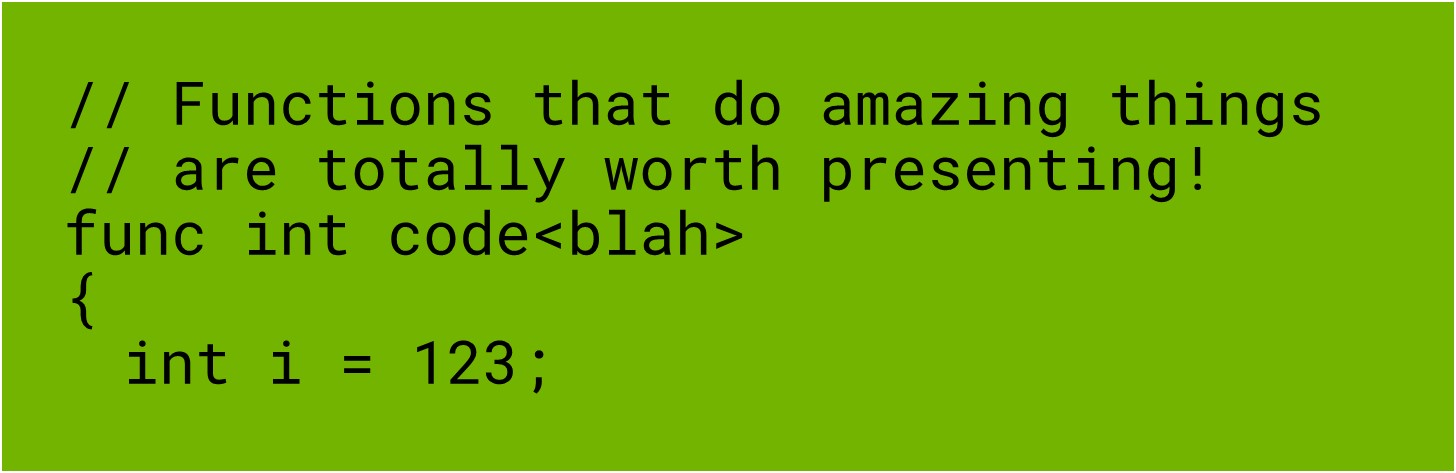 // Functions that do amazing things
// are totally worth presenting!
func int code<blah>
{
  int i = 123;